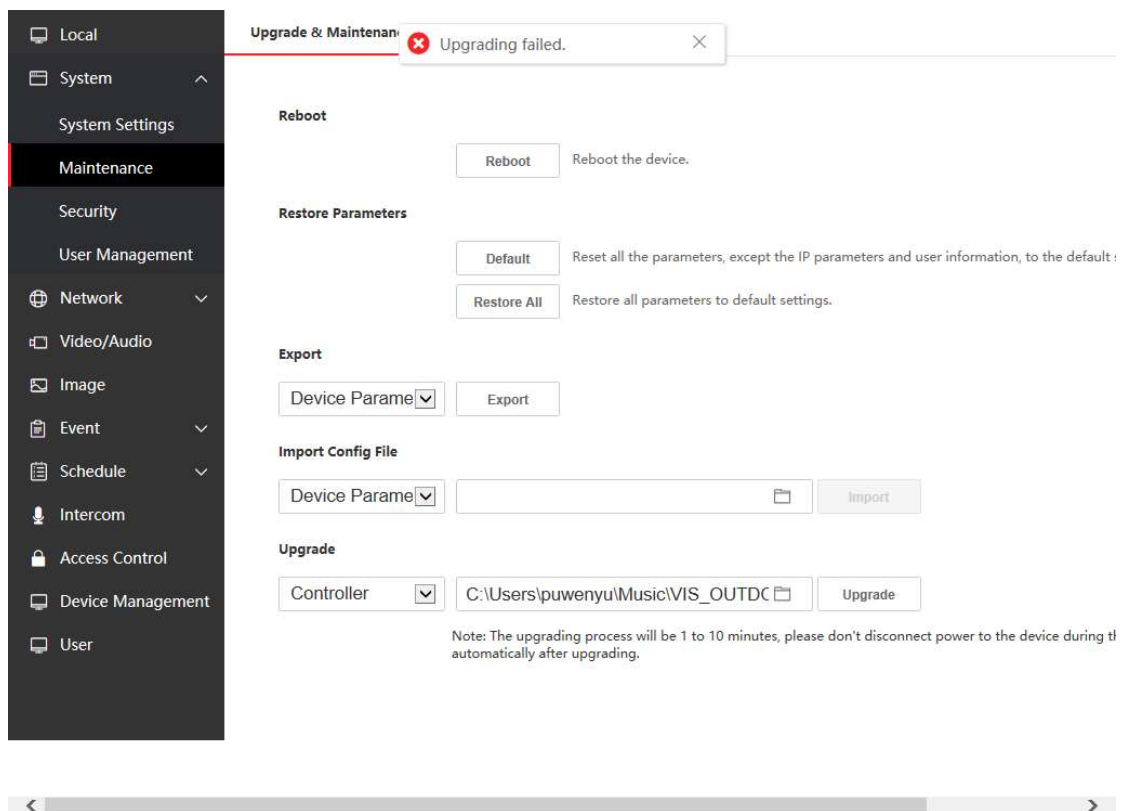 Local
System
System Settings
Maintenance
Security
User Management
Network
Video/Audio
Image
Event
Schedule
Intercom
Access Control
Device Management
User
Upgrade & Maintenan
Upgrading failed.
Reboot
Reboot Reboot the device.
Restore Parameters
Default Reset all the parameters, except the IP parameters and user information, to the default
Restore All Restore all parameters to default settings.
Export
Device Parame Export
Import Config File
Device Parame Import
Upgrade
Controller C:\Users\puwenyu\Music\VIS_OUTDC Upgrade
Note: The upgrading process will be 1 to 10 minutes, please don't disconnect power to the device during
automatically after upgrading.